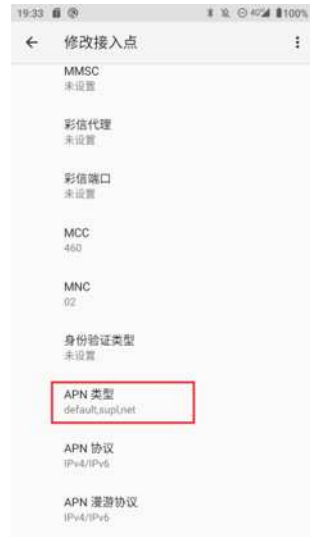 19:33 4G 100%
修改接入点
MMSC
未设置
彩信代理
未设置
彩信端口
未设置
MCC
460
MNC
02
身份验证类型
未设置
APN 类型
default,supl,net
APN 协议
IPv4/IPv6
APN 漫游协议
IPv4/IPv6